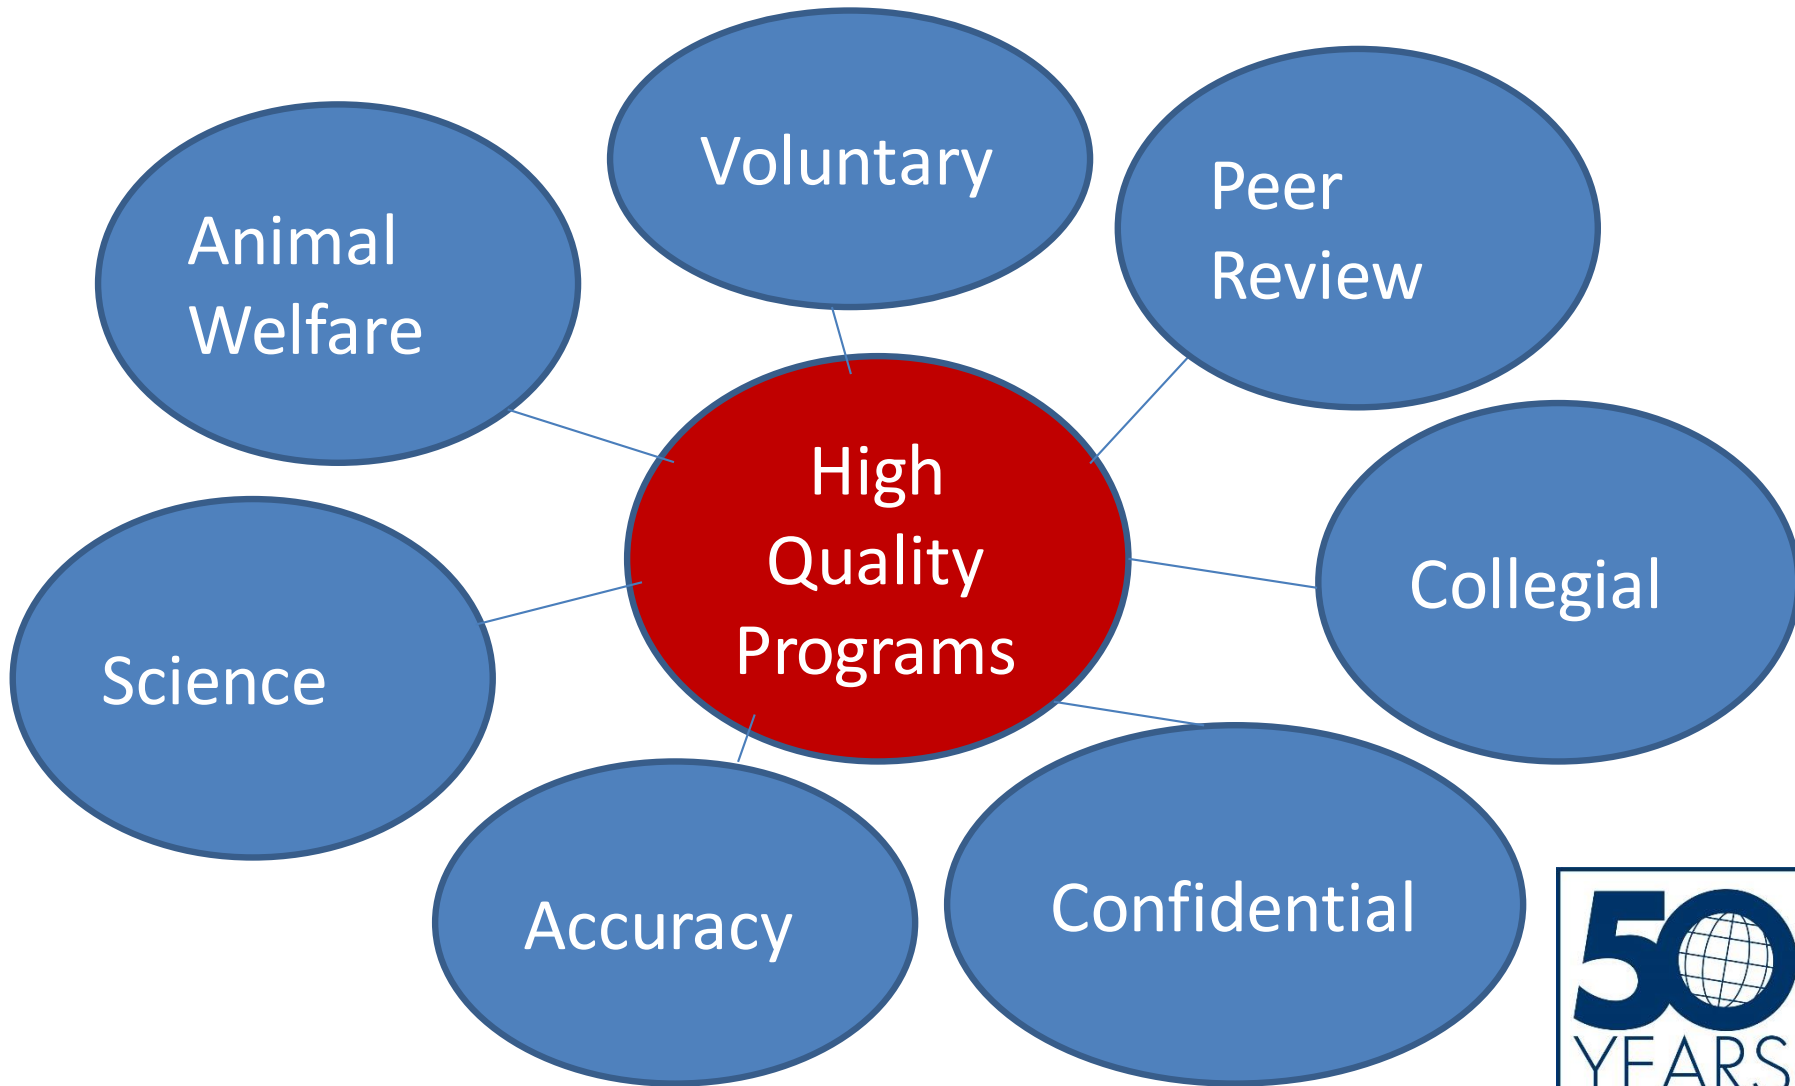 Voluntary
Peer
Review
Animal
Welfare
High
Quality
Programs
Collegial
Science
Confidential
Accuracy
50
YEARS